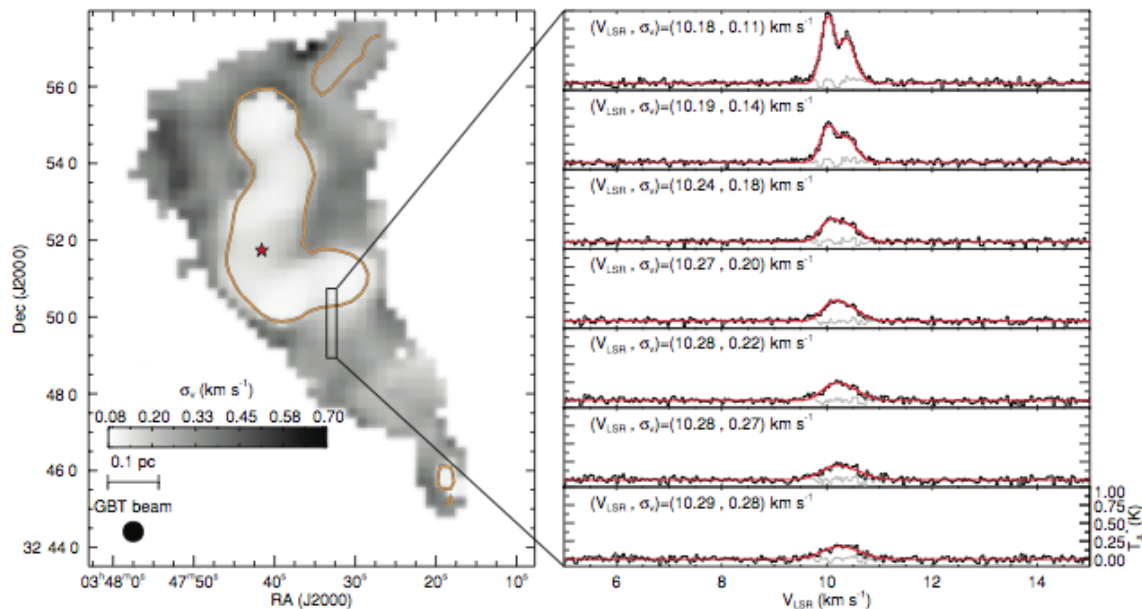 56 0
54 0
52 0
50 0
48 0
46 0
32 44 0
Dec (J2000)
σv (km s⁻¹)
0.08 0.20 0.33 0.45 0.58 0.70
0.1 pc
GBT beam
03ʰ48ᵐ0ˢ 47ᵐ50ˢ 40ˢ 30ˢ 20ˢ 10ˢ
RA (J2000)
(VLSR , σv)=(10.18 , 0.11) km s⁻¹
(VLSR , σv)=(10.19 , 0.14) km s⁻¹
(VLSR , σv)=(10.24 , 0.18) km s⁻¹
(VLSR , σv)=(10.27 , 0.20) km s⁻¹
(VLSR , σv)=(10.28 , 0.22) km s⁻¹
(VLSR , σv)=(10.28 , 0.27) km s⁻¹
(VLSR , σv)=(10.29 , 0.28) km s⁻¹
1.00
0.75
0.50
0.25
0.00
TA (K)
6 8 10 12 14
VLSR (km s⁻¹)